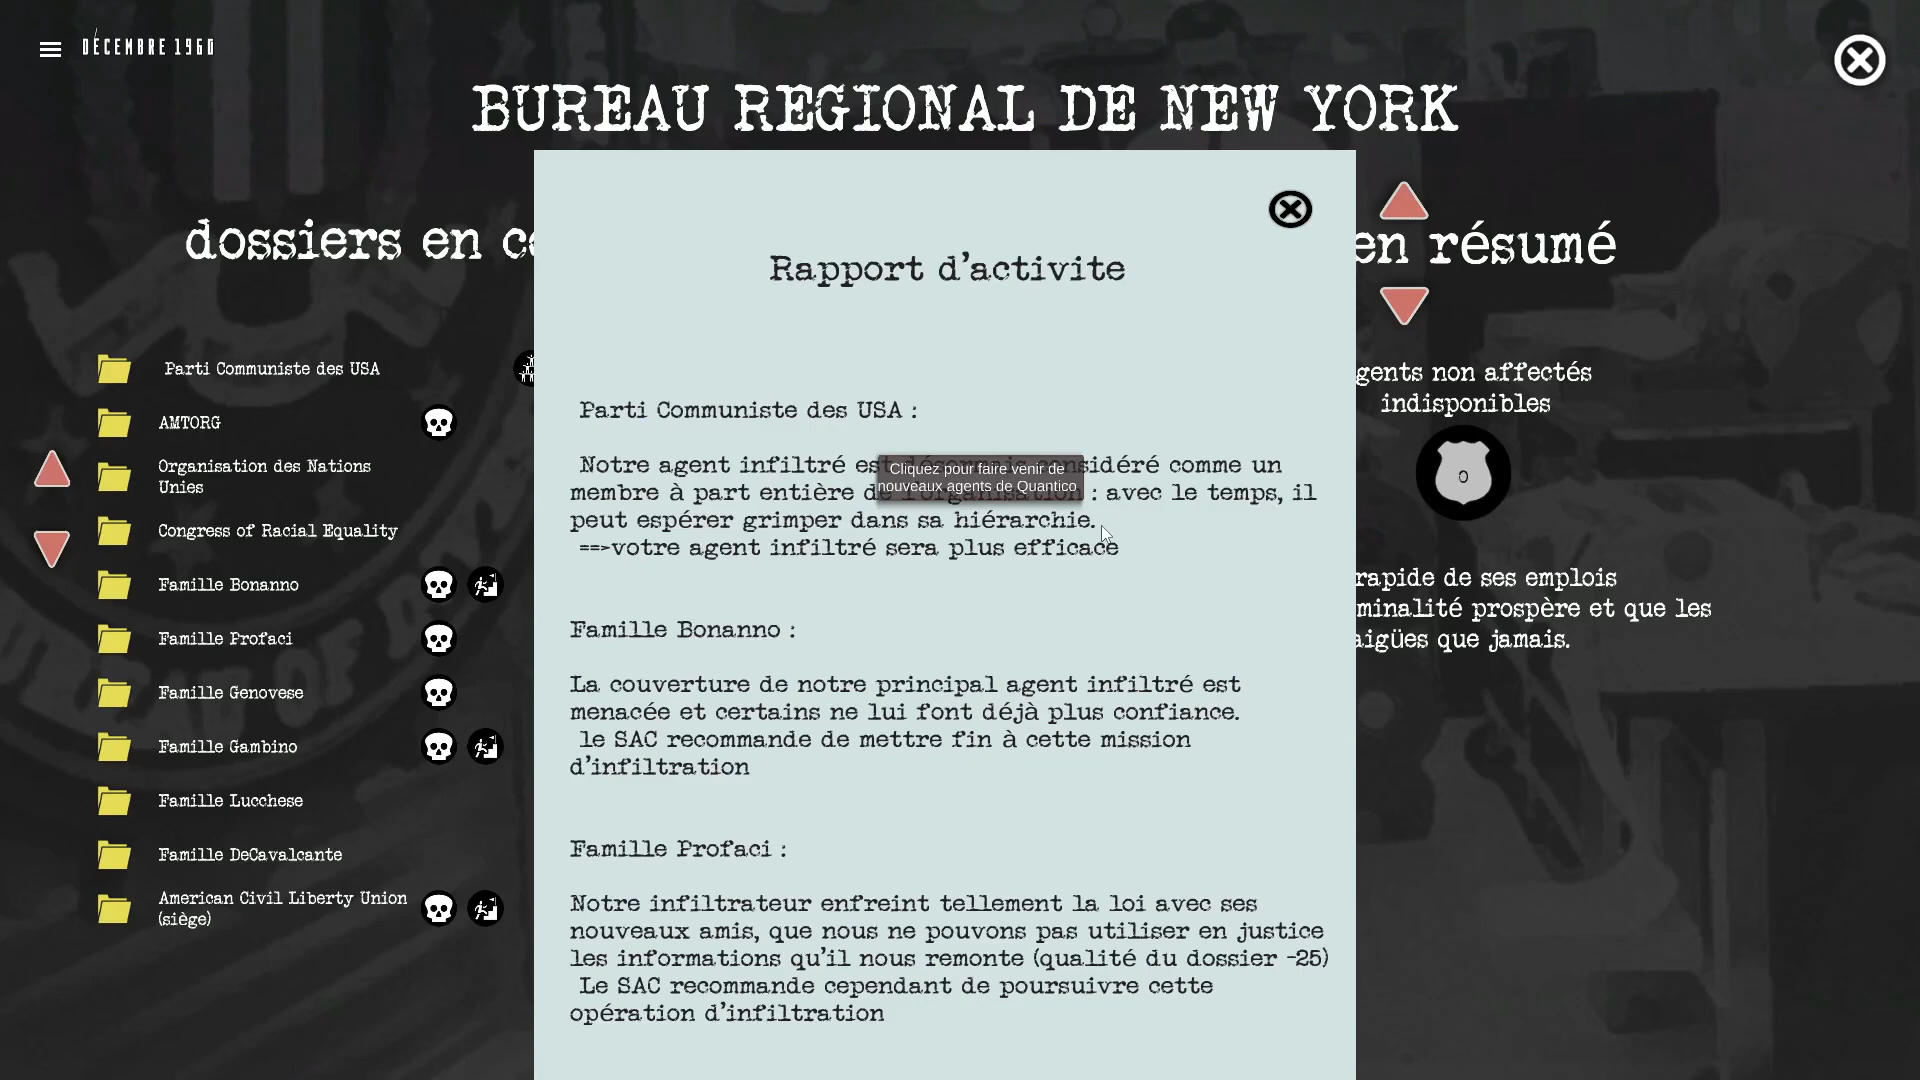 DÉCEMBRE 1960
BUREAU REGIONAL DE NEW YORK
dossiers en
en résumé
Rapport d'activite
Parti Communiste des USA
AMTORG
Organisation des Nations
Unies
Congress of Racial Equality
Famille Bonanno
Famille Profaci
Famille Genovese
Famille Gambino
Famille Lucchese
Famille DeCavalcante
American Civil Liberty Union
(siège)
Parti Communiste des USA :
Notre agent infiltré est désormais considéré comme un
membre à part entière de l'organisation : avec le temps, il
peut espérer grimper dans sa hiérarchie.
==>votre agent infiltré sera plus efficace
Cliquez pour faire venir de
nouveaux agents de Quantico
Famille Bonanno :
La couverture de notre principal agent infiltré est
menacée et certains ne lui font déjà plus confiance.
le SAC recommande de mettre fin à cette mission
d'infiltration
Famille Profaci :
Notre infiltrateur enfreint tellement la loi avec ses
nouveaux amis, que nous ne pouvons pas utiliser en justice
les informations qu'il nous remonte (qualité du dossier -25)
Le SAC recommande cependant de poursuivre cette
opération d'infiltration
gents non affectés
indisponibles
0
rapide de ses emplois
minalité prospère et que les
aigües que jamais.